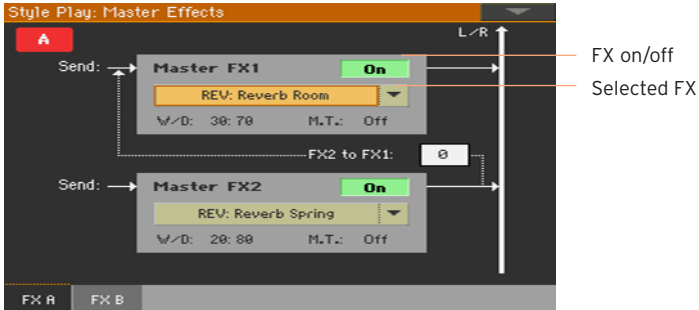 Style Play: Master Effects
A
L/R
FX on/off
Send:
Master FX1
On
Selected FX
REV: Reverb Room
W/D: 30:70 M.T.: Off
FX2 to FX1: 0
Send:
Master FX2
On
REV: Reverb Spring
W/D: 20:80 M.T.: Off
FX A
FX B